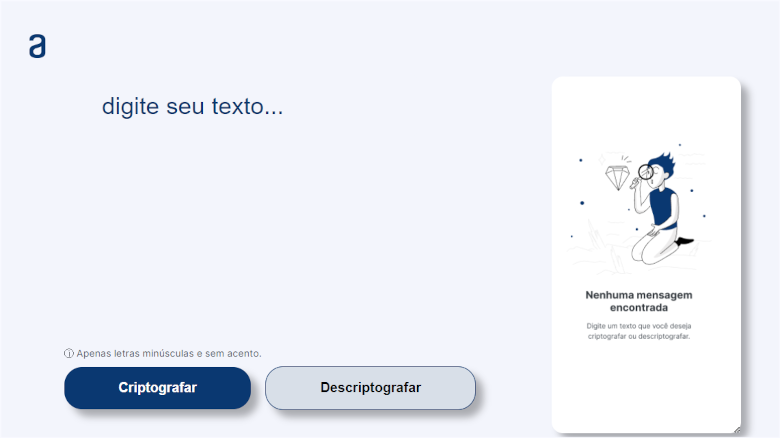 a
digite seu texto...
Nenhuma mensagem
encontrada
Digite um texto que você deseja
criptografar ou descriptografar.
Apenas letras minúsculas e sem acento.
Criptografar
Descriptografar